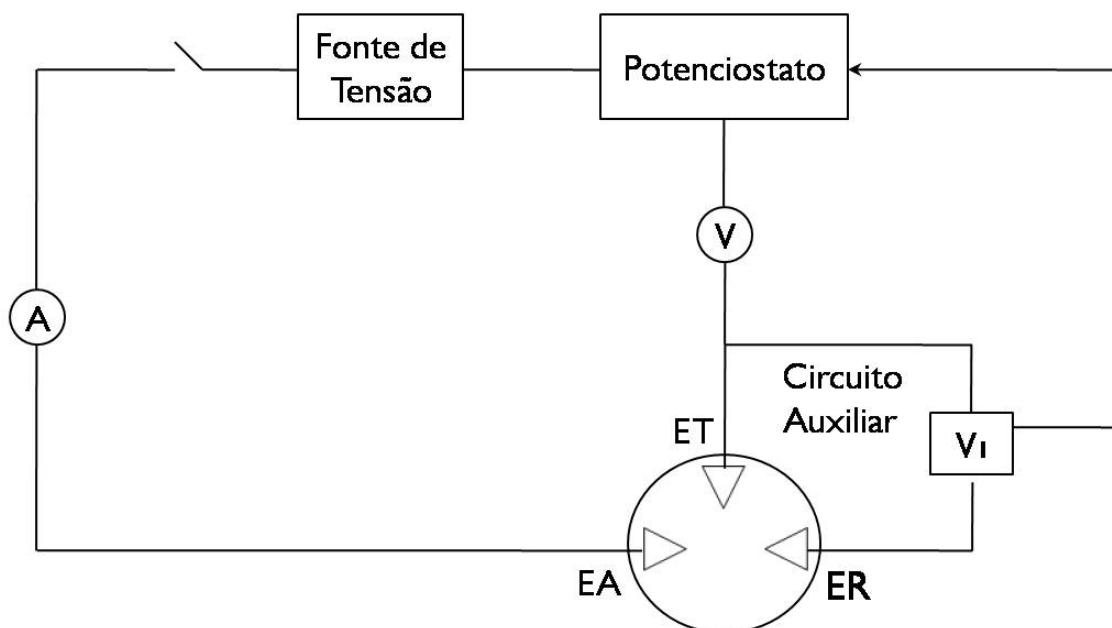 Fonte de
Tensão
Potenciostato
V
A
Circuito
Auxiliar
ET
V1
EA
ER